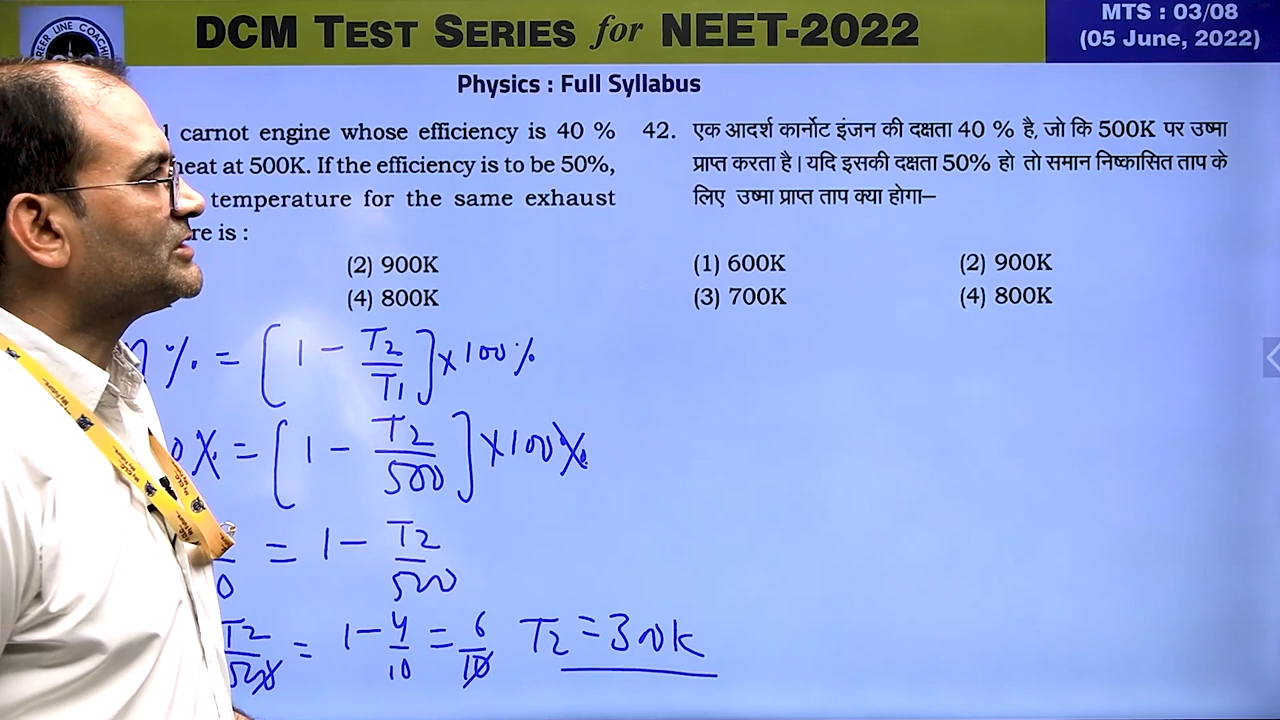 DCM TEST SERIES for NEET-2022
MTS : 03/08
(05 June, 2022)
Physics : Full Syllabus
carnot engine whose efficiency is 40 %
heat at 500K. If the efficiency is to be 50%,
temperature for the same exhaust
re is :
(2) 900K
(4) 800K
42. एक आदर्श कार्नोट इंजन की दक्षता 40 % है, जो कि 500K पर उष्मा
प्राप्त करता है। यदि इसकी दक्षता 50% हो तो समान निष्कासित ताप के
लिए उष्मा प्राप्त ताप क्या होगा–
(1) 600K (2) 900K
(3) 700K (4) 800K
η % = [1 - T2/T1] × 100 %
0% = [1 - T2/500] × 100%
0 = 1 - T2/500
T2/500 = 1 - 4/10 = 6/10 T2 = 300K